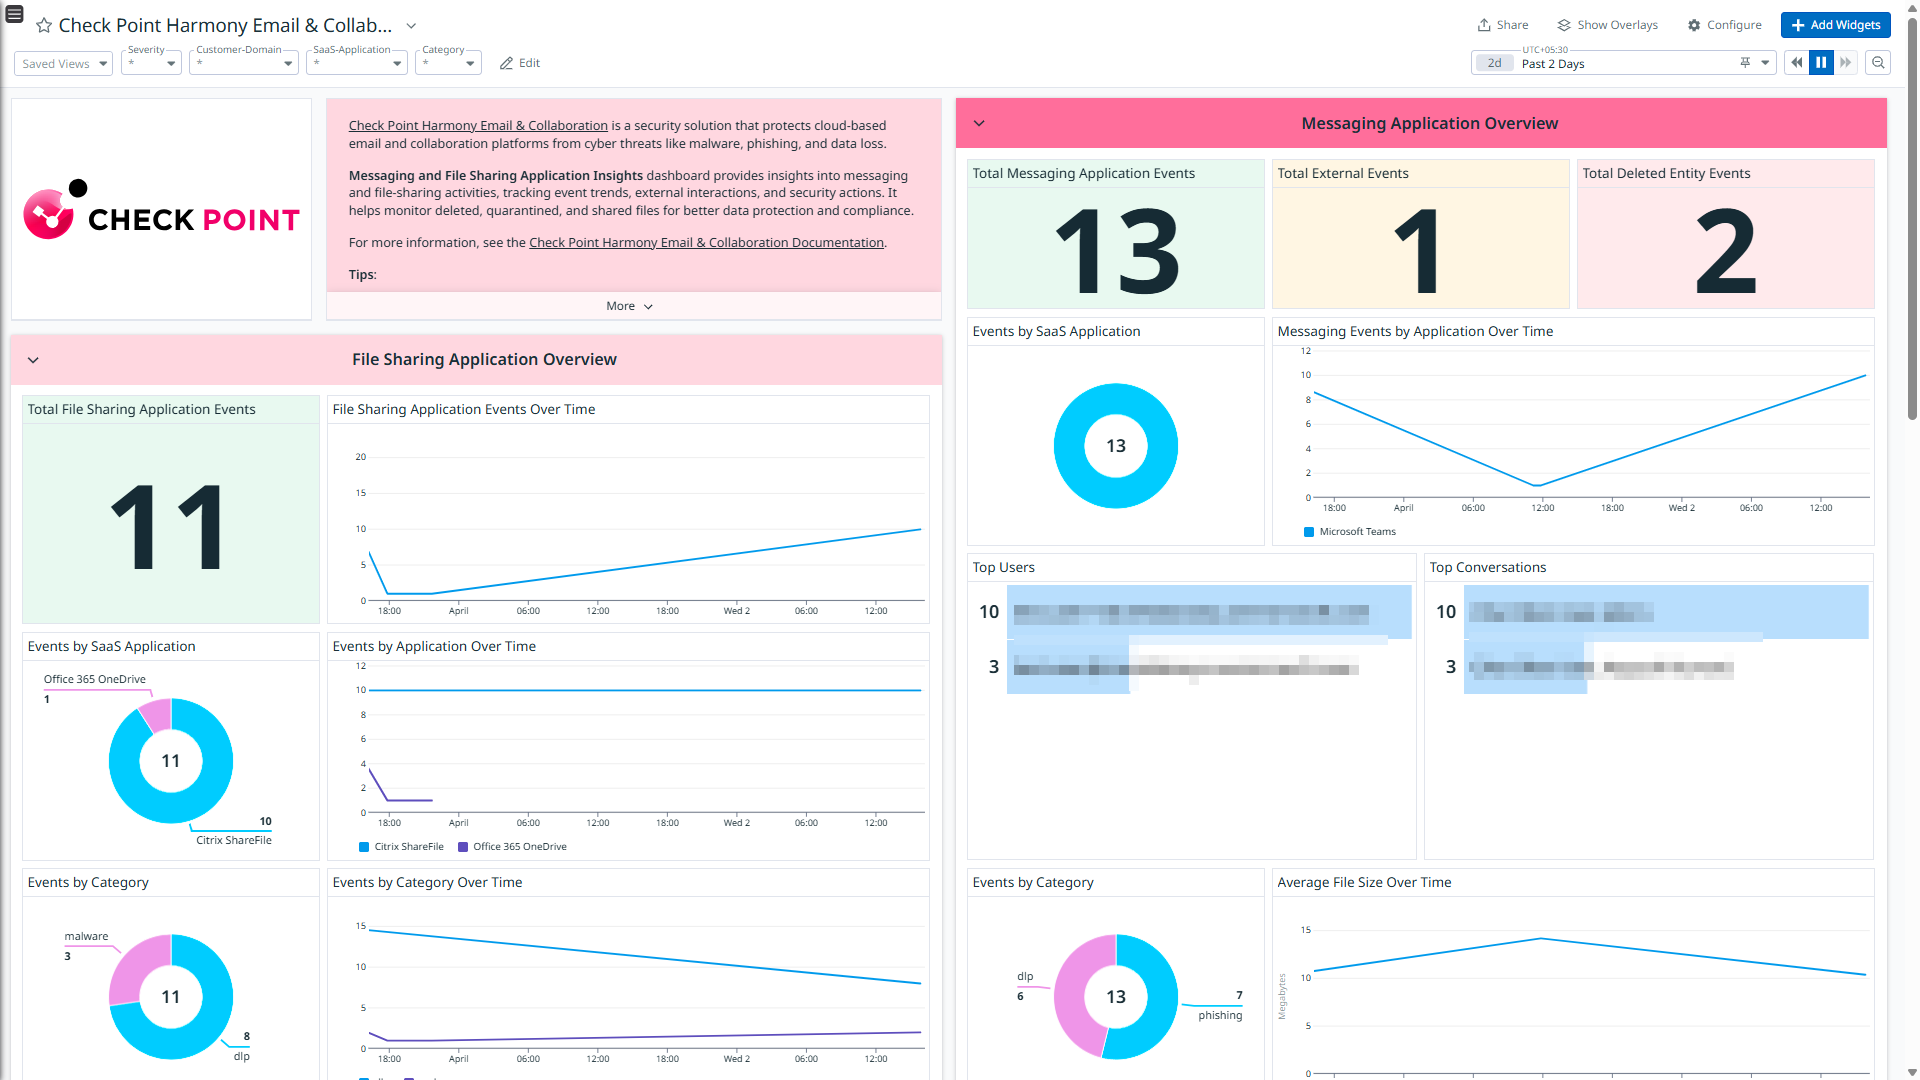 Check Point Harmony Email & Collab...
Share
Show Overlays
Configure
Add Widgets
Saved Views
Severity
*
Customer-Domain
*
SaaS-Application
*
Category
*
Edit
UTC+05:30
2d
Past 2 Days
CHECK POINT
Check Point Harmony Email & Collaboration is a security solution that protects cloud-based
email and collaboration platforms from cyber threats like malware, phishing, and data loss.
Messaging and File Sharing Application Insights dashboard provides insights into messaging
and file-sharing activities, tracking event trends, external interactions, and security actions. It
helps monitor deleted, quarantined, and shared files for better data protection and compliance.
For more information, see the Check Point Harmony Email & Collaboration Documentation.
Tips:
More
File Sharing Application Overview
Total File Sharing Application Events
11
File Sharing Application Events Over Time
20
15
10
5
0
18:00 April 06:00 12:00 18:00 Wed 2 06:00 12:00
Events by SaaS Application
Office 365 OneDrive
1
11
10
Citrix ShareFile
Events by Application Over Time
12
10
8
6
4
2
0
18:00 April 06:00 12:00 18:00 Wed 2 06:00 12:00
Citrix ShareFile Office 365 OneDrive
Events by Category
malware
3
11
8
dlp
Events by Category Over Time
15
10
5
0
18:00 April 06:00 12:00 18:00 Wed 2 06:00 12:00
Messaging Application Overview
Total Messaging Application Events
13
Total External Events
1
Total Deleted Entity Events
2
Events by SaaS Application
13
Messaging Events by Application Over Time
12
10
8
6
4
2
0
18:00 April 06:00 12:00 18:00 Wed 2 06:00 12:00
Microsoft Teams
Top Users
10
3
Top Conversations
10
3
Events by Category
dlp
6
13
7
phishing
Average File Size Over Time
Megabytes
15
10
5
0